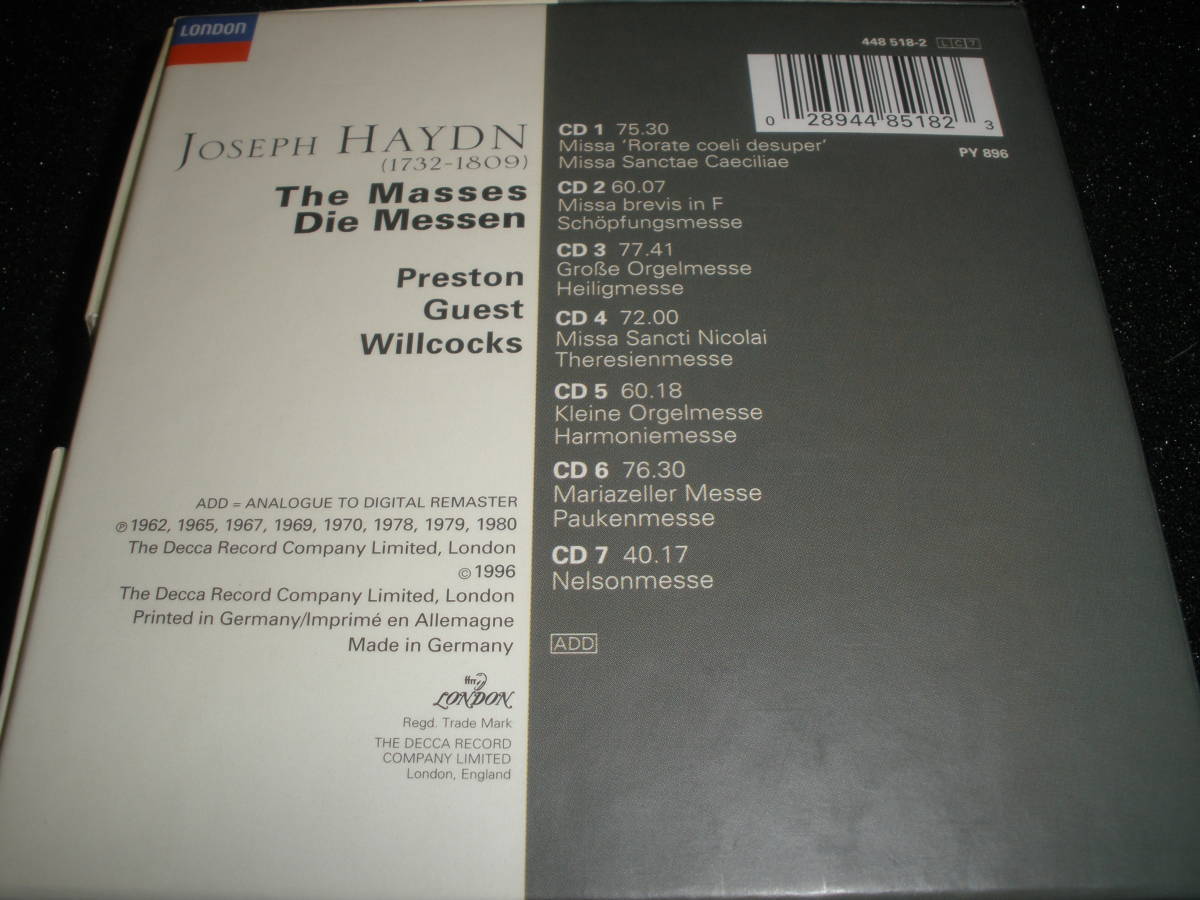 LONDON
JOSEPH HAYDN
(1732-1809)
The Masses
Die Messen
Preston
Guest
Willcocks
ADD = ANALOGUE TO DIGITAL REMASTER
℗ 1962, 1965, 1967, 1969, 1970, 1978, 1979, 1980
The Decca Record Company Limited, London
© 1996
The Decca Record Company Limited, London
Printed in Germany/Imprimé en Allemagne
Made in Germany
ffrr
LONDON
Regd. Trade Mark
THE DECCA RECORD
COMPANY LIMITED
London, England
448 518-2 LC7
0 28944 85182 3
PY 896
CD 1 75.30
Missa 'Rorate coeli desuper'
Missa Sanctae Caeciliae
CD 2 60.07
Missa brevis in F
Schöpfungsmesse
CD 3 77.41
Große Orgelmesse
Heiligmesse
CD 4 72.00
Missa Sancti Nicolai
Theresienmesse
CD 5 60.18
Kleine Orgelmesse
Harmoniemesse
CD 6 76.30
Mariazeller Messe
Paukenmesse
CD 7 40.17
Nelsonmesse
ADD